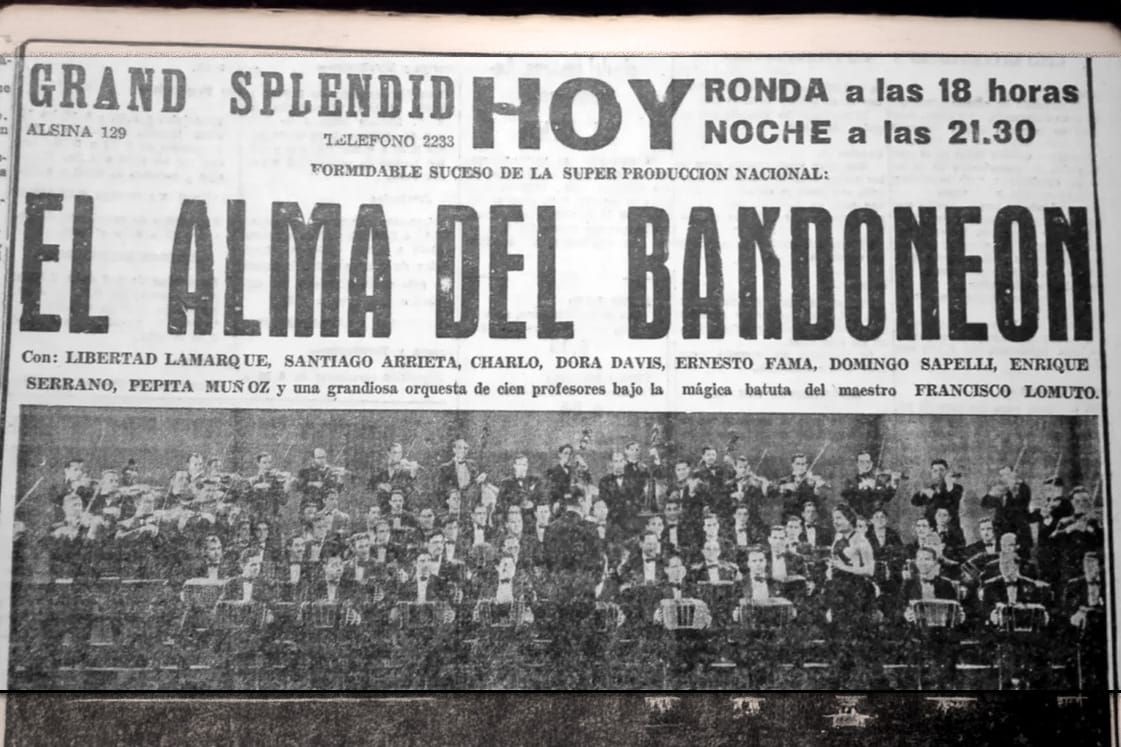 GRAND SPLENDID
ALSINA 129 TELEFONO 2233
HOY
RONDA a las 18 horas
NOCHE a las 21.30
FORMIDABLE SUCESO DE LA SUPER PRODUCCION NACIONAL:
EL ALMA DEL BANDONEON
Con: LIBERTAD LAMARQUE, SANTIAGO ARRIETA, CHARLO, DORA DAVIS, ERNESTO FAMA, DOMINGO SAPELLI, ENRIQUE
SERRANO, PEPITA MUÑOZ y una grandiosa orquesta de cien profesores bajo la mágica batuta del maestro FRANCISCO LOMUTO.